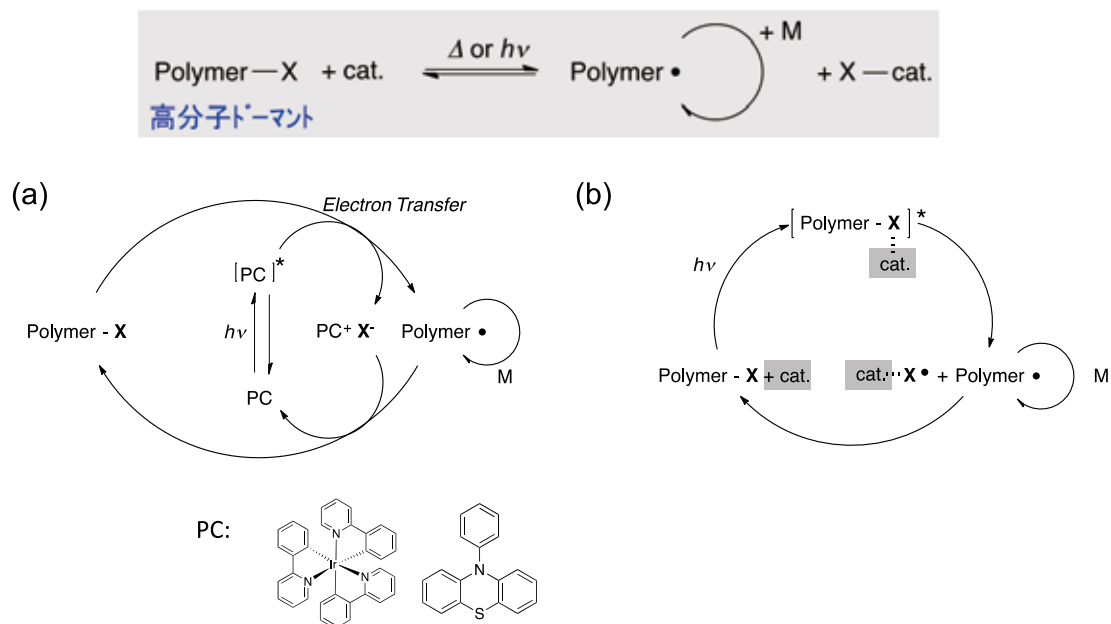 Δ or hν
+ M
Polymer — X + cat.
Polymer •
+ X — cat.
高分子ﾄﾞｰﾏﾝﾄ
(a)
Electron Transfer
[PC]*
Polymer - X
hν
PC+ X-
Polymer •
M
PC
(b)
[Polymer - X]*
cat.
hν
Polymer - X + cat.
cat. X • + Polymer •
M
PC:
N
Ir
N
N
N
S